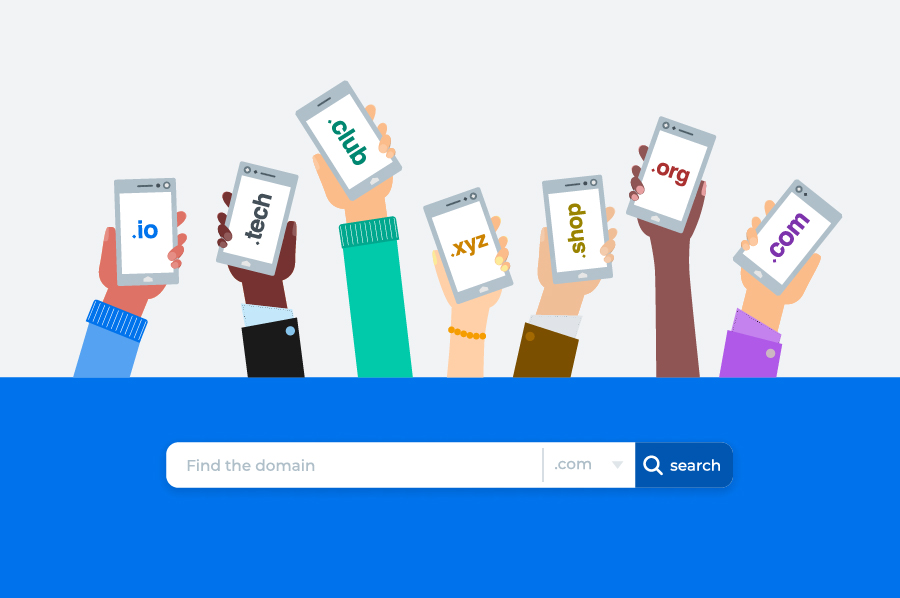 .io
.tech
.club
.xyz
.shop
.org
.com
Find the domain
.com
search